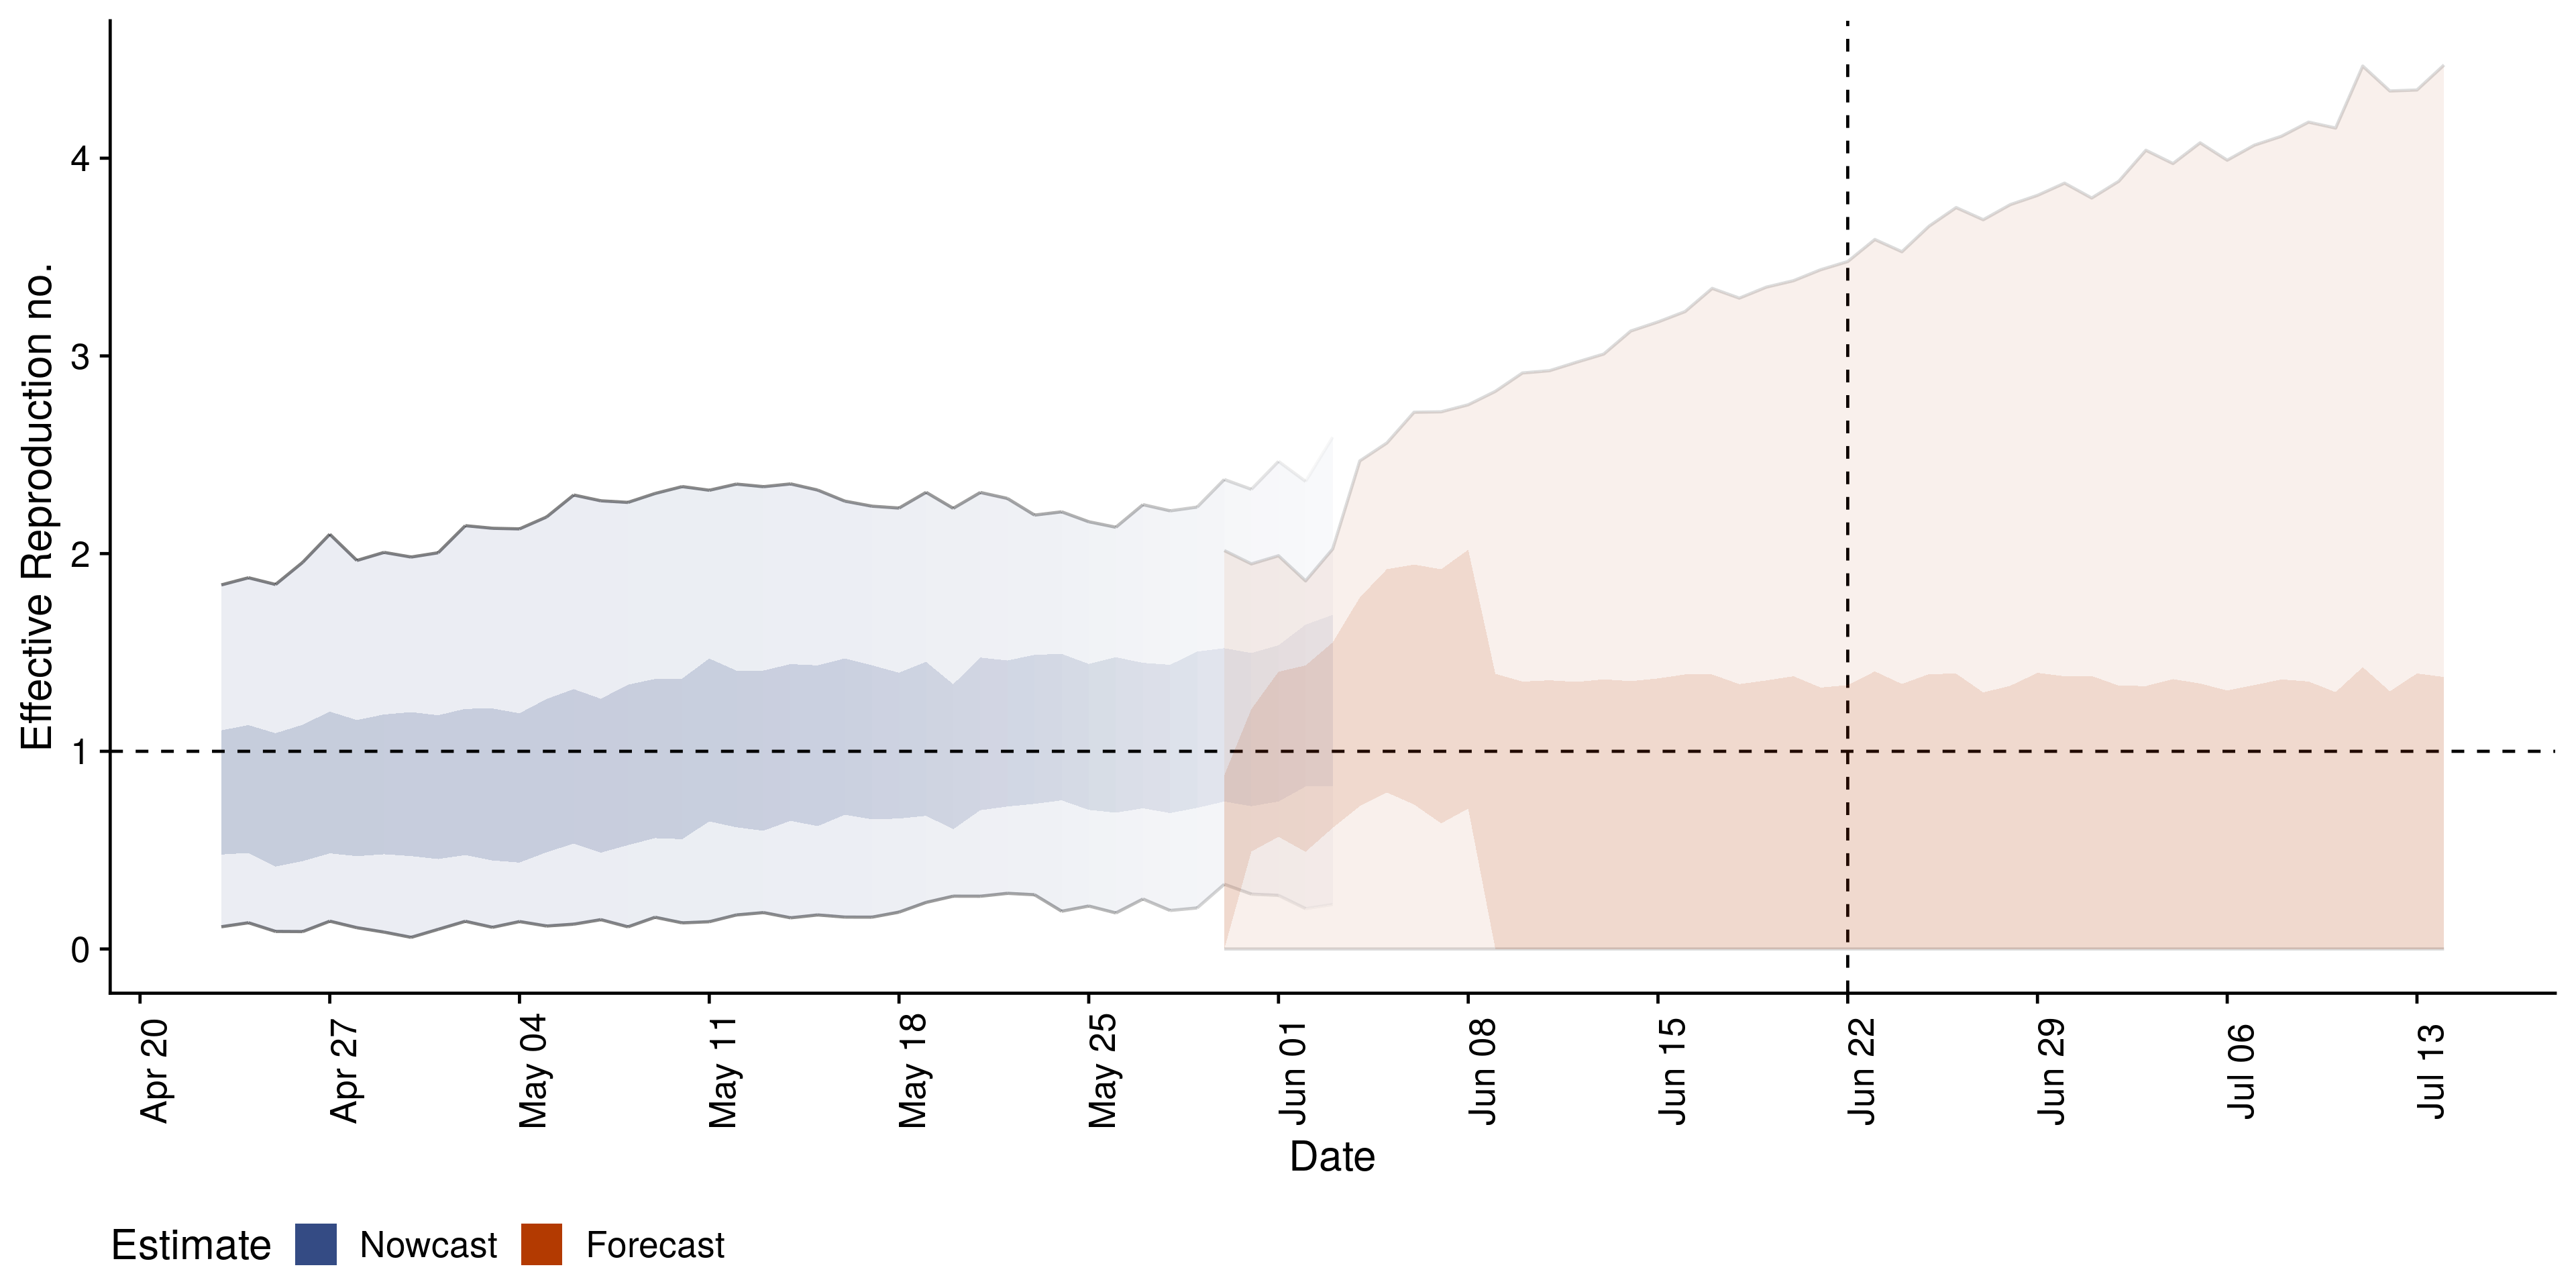 Effective Reproduction no.
4
3
2
1
0
Apr 20
Apr 27
May 04
May 11
May 18
May 25
Jun 01
Jun 08
Jun 15
Jun 22
Jun 29
Jul 06
Jul 13
Date
Estimate Nowcast Forecast